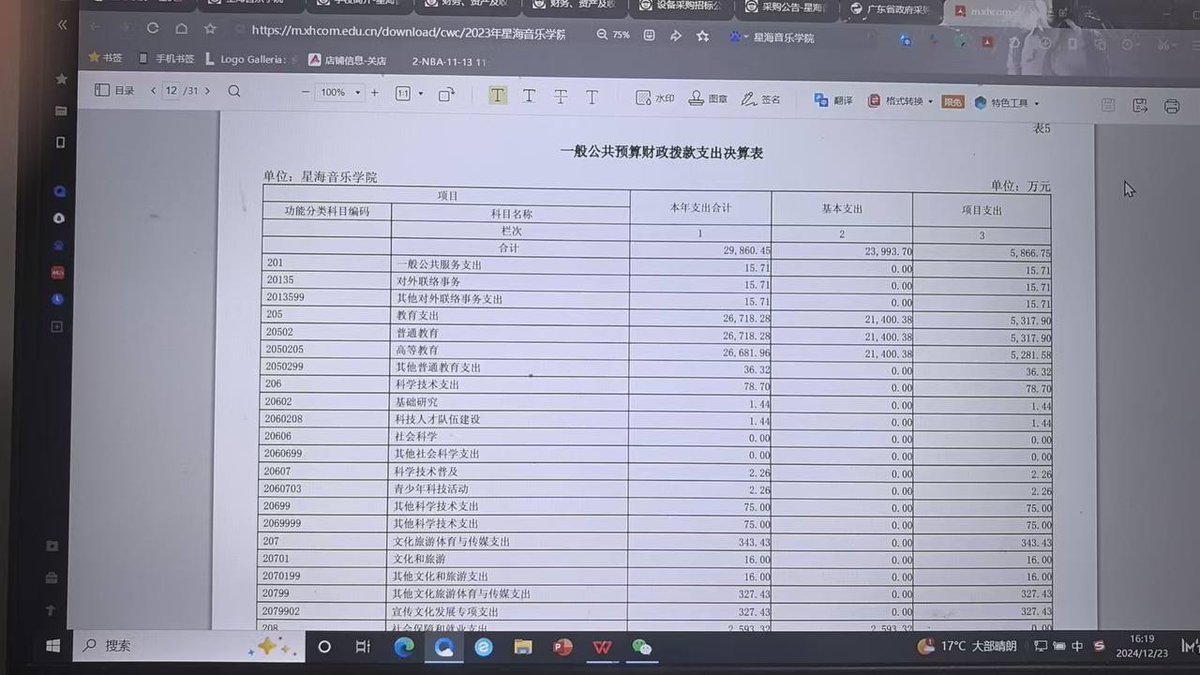 设备采购招标公
采购公告-星海
广东省政府采
https://mxhcom.edu.cn/download/cwc/2023年星海音乐学院
75%
星海音乐学院
书签 手机书签 Logo Galleria: 店铺信息-关店 2-NBA-11-13 11
目录 12 /31 100% 1:1 水印 图章 签名 翻译 格式转换 限免 特色工具
表5
一般公共预算财政拨款支出决算表
单位：星海音乐学院 单位：万元
项目 本年支出合计 基本支出 项目支出
功能分类科目编码 科目名称
栏次 1 2 3
合计 29,860.45 23,993.70 5,866.75
201 一般公共服务支出 15.71 0.00 15.71
20135 对外联络事务 15.71 0.00 15.71
2013599 其他对外联络事务支出 15.71 0.00 15.71
205 教育支出 26,718.28 21,400.38 5,317.90
20502 普通教育 26,718.28 21,400.38 5,317.90
2050205 高等教育 26,681.96 21,400.38 5,281.58
2050299 其他普通教育支出 36.32 0.00 36.32
206 科学技术支出 78.70 0.00 78.70
20602 基础研究 1.44 0.00 1.44
2060208 科技人才队伍建设 1.44 0.00 1.44
20606 社会科学 0.00 0.00 0.00
2060699 其他社会科学支出 0.00 0.00 0.00
20607 科学技术普及 2.26 0.00 2.26
2060703 青少年科技活动 2.26 0.00 2.26
20699 其他科学技术支出 75.00 0.00 75.00
2069999 其他科学技术支出 75.00 0.00 75.00
207 文化旅游体育与传媒支出 343.43 0.00 343.43
20701 文化和旅游 16.00 0.00 16.00
2070199 其他文化和旅游支出 16.00 0.00 16.00
20799 其他文化旅游体育与传媒支出 327.43 0.00 327.43
2079902 宣传文化发展专项支出 327.43 0.00 327.43
208 社会保障和就业支出 2,593.32 2,593.32 0.00
搜索 17°C 大部晴朗 中 16:19
2024/12/23